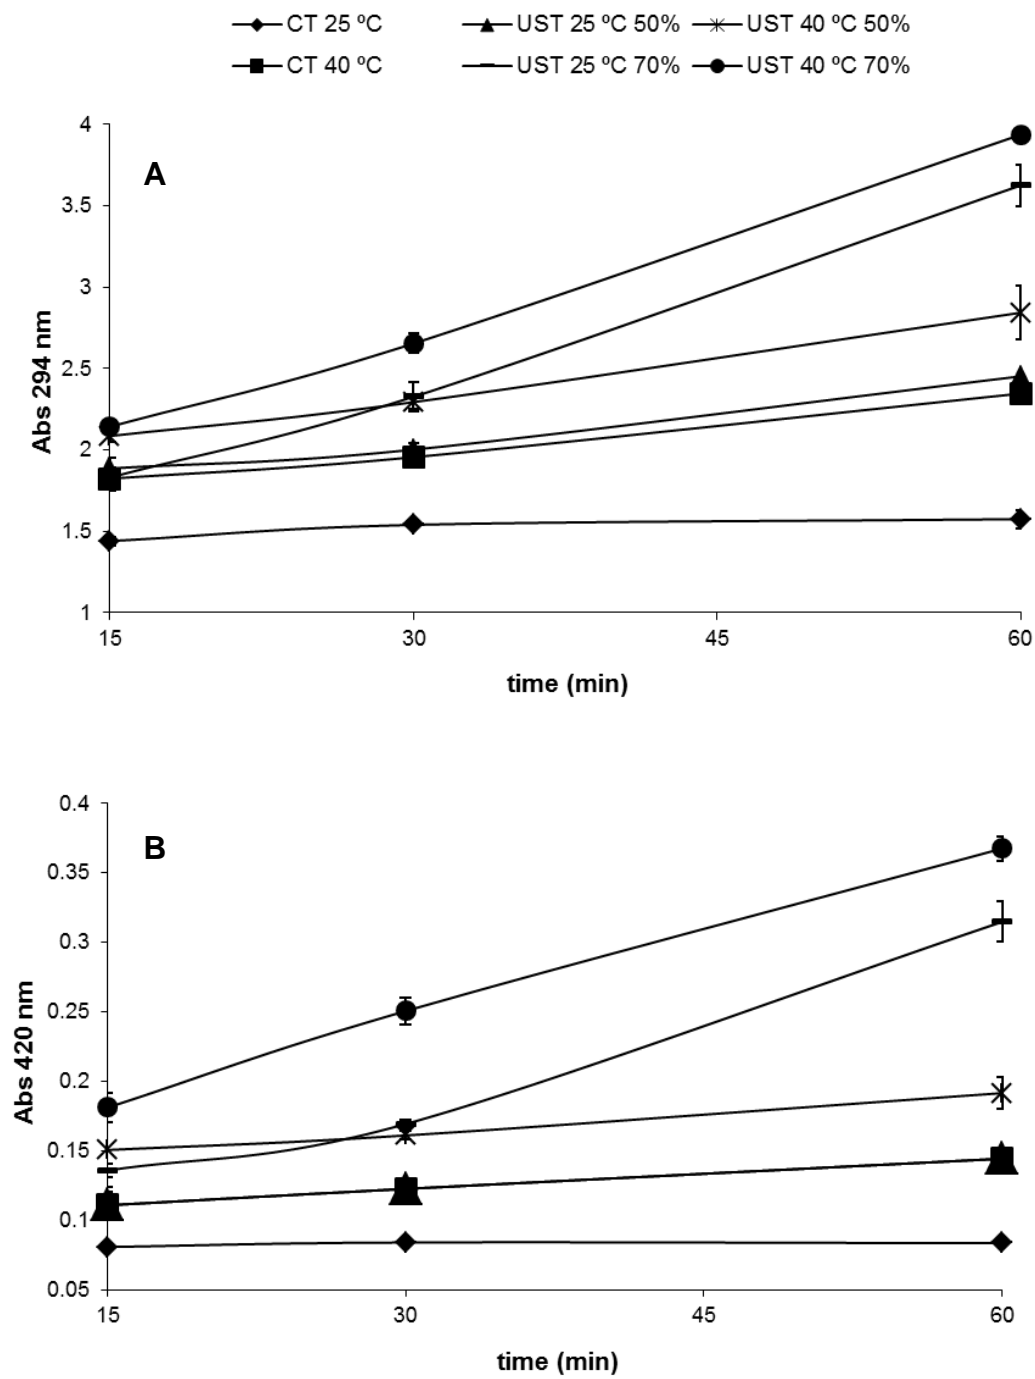 CT 25 ºC UST 25 ºC 50% UST 40 ºC 50%
CT 40 ºC UST 25 ºC 70% UST 40 ºC 70%
A
Abs 294 nm
4
3.5
3
2.5
2
1.5
1
15 30 45 60
time (min)
B
Abs 420 nm
0.4
0.35
0.3
0.25
0.2
0.15
0.1
0.05
15 30 45 60
time (min)